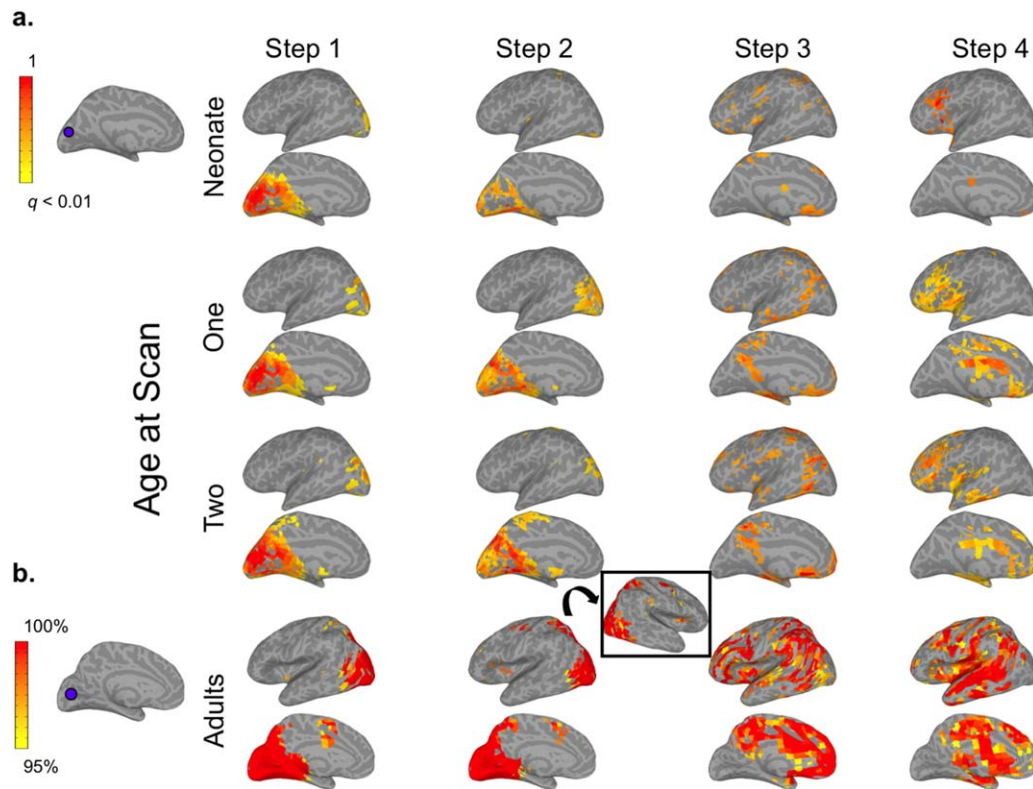 a.
Step 1 Step 2 Step 3 Step 4
1
q < 0.01
Neonate
Age at Scan
One
Two
b.
100%
95%
Adults